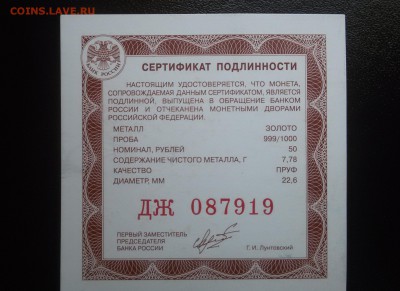 COINS.LAVE.RU
БАНК РОССИИ
СЕРТИФИКАТ ПОДЛИННОСТИ
НАСТОЯЩИМ УДОСТОВЕРЯЕТСЯ, ЧТО МОНЕТА,
СОПРОВОЖДАЕМАЯ ДАННЫМ СЕРТИФИКАТОМ, ЯВЛЯЕТСЯ
ПОДЛИННОЙ, ВЫПУЩЕНА В ОБРАЩЕНИЕ БАНКОМ
РОССИИ И ОТЧЕКАНЕНА МОНЕТНЫМИ ДВОРАМИ
РОССИЙСКОЙ ФЕДЕРАЦИИ.
МЕТАЛЛ ЗОЛОТО
ПРОБА 999/1000
НОМИНАЛ, РУБЛЕЙ 50
СОДЕРЖАНИЕ ЧИСТОГО МЕТАЛЛА, Г 7,78
КАЧЕСТВО ПРУФ
ДИАМЕТР, ММ 22,6
ДЖ 087919
ПЕРВЫЙ ЗАМЕСТИТЕЛЬ
ПРЕДСЕДАТЕЛЯ
БАНКА РОССИИ Г. И. Лунтовский